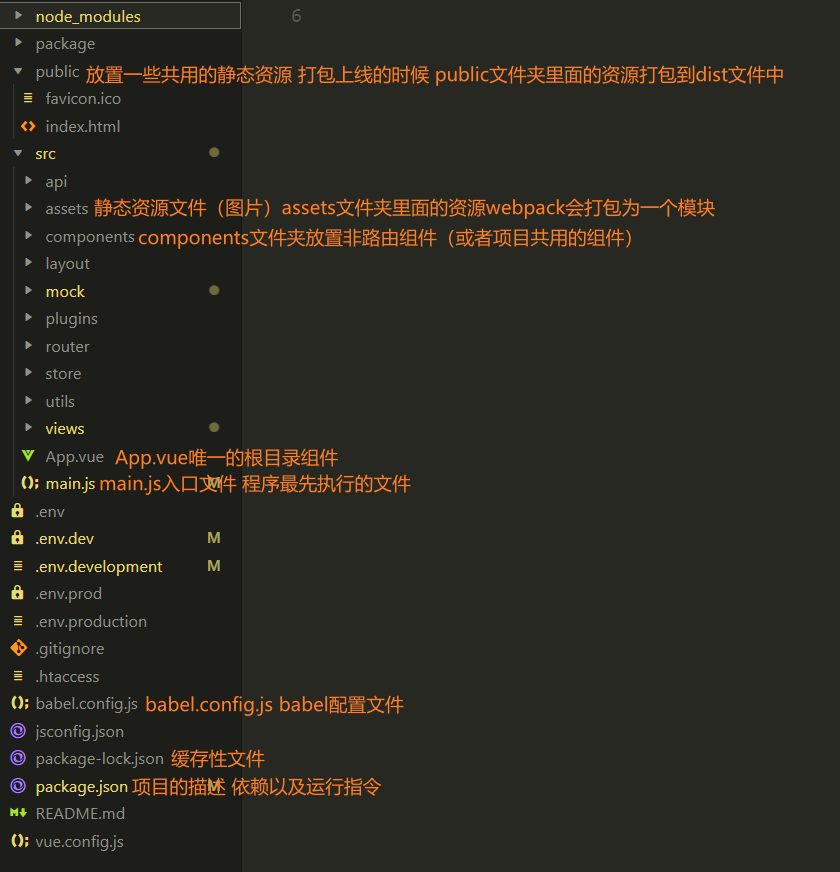 node_modules
6
package
public 放置一些共用的静态资源 打包上线的时候 public文件夹里面的资源打包到dist文件中
favicon.ico
index.html
src
api
assets 静态资源文件（图片）assets文件夹里面的资源webpack会打包为一个模块
components components文件夹放置非路由组件（或者项目共用的组件）
layout
mock
plugins
router
store
utils
views
App.vue App.vue唯一的根目录组件
main.js main.js入口文件 程序最先执行的文件 M
.env
.env.dev M
.env.development M
.env.prod
.env.production
.gitignore
.htaccess
babel.config.js babel.config.js babel配置文件
jsconfig.json
package-lock.json 缓存性文件
package.json 项目的描述 依赖以及运行指令 M
README.md
vue.config.js